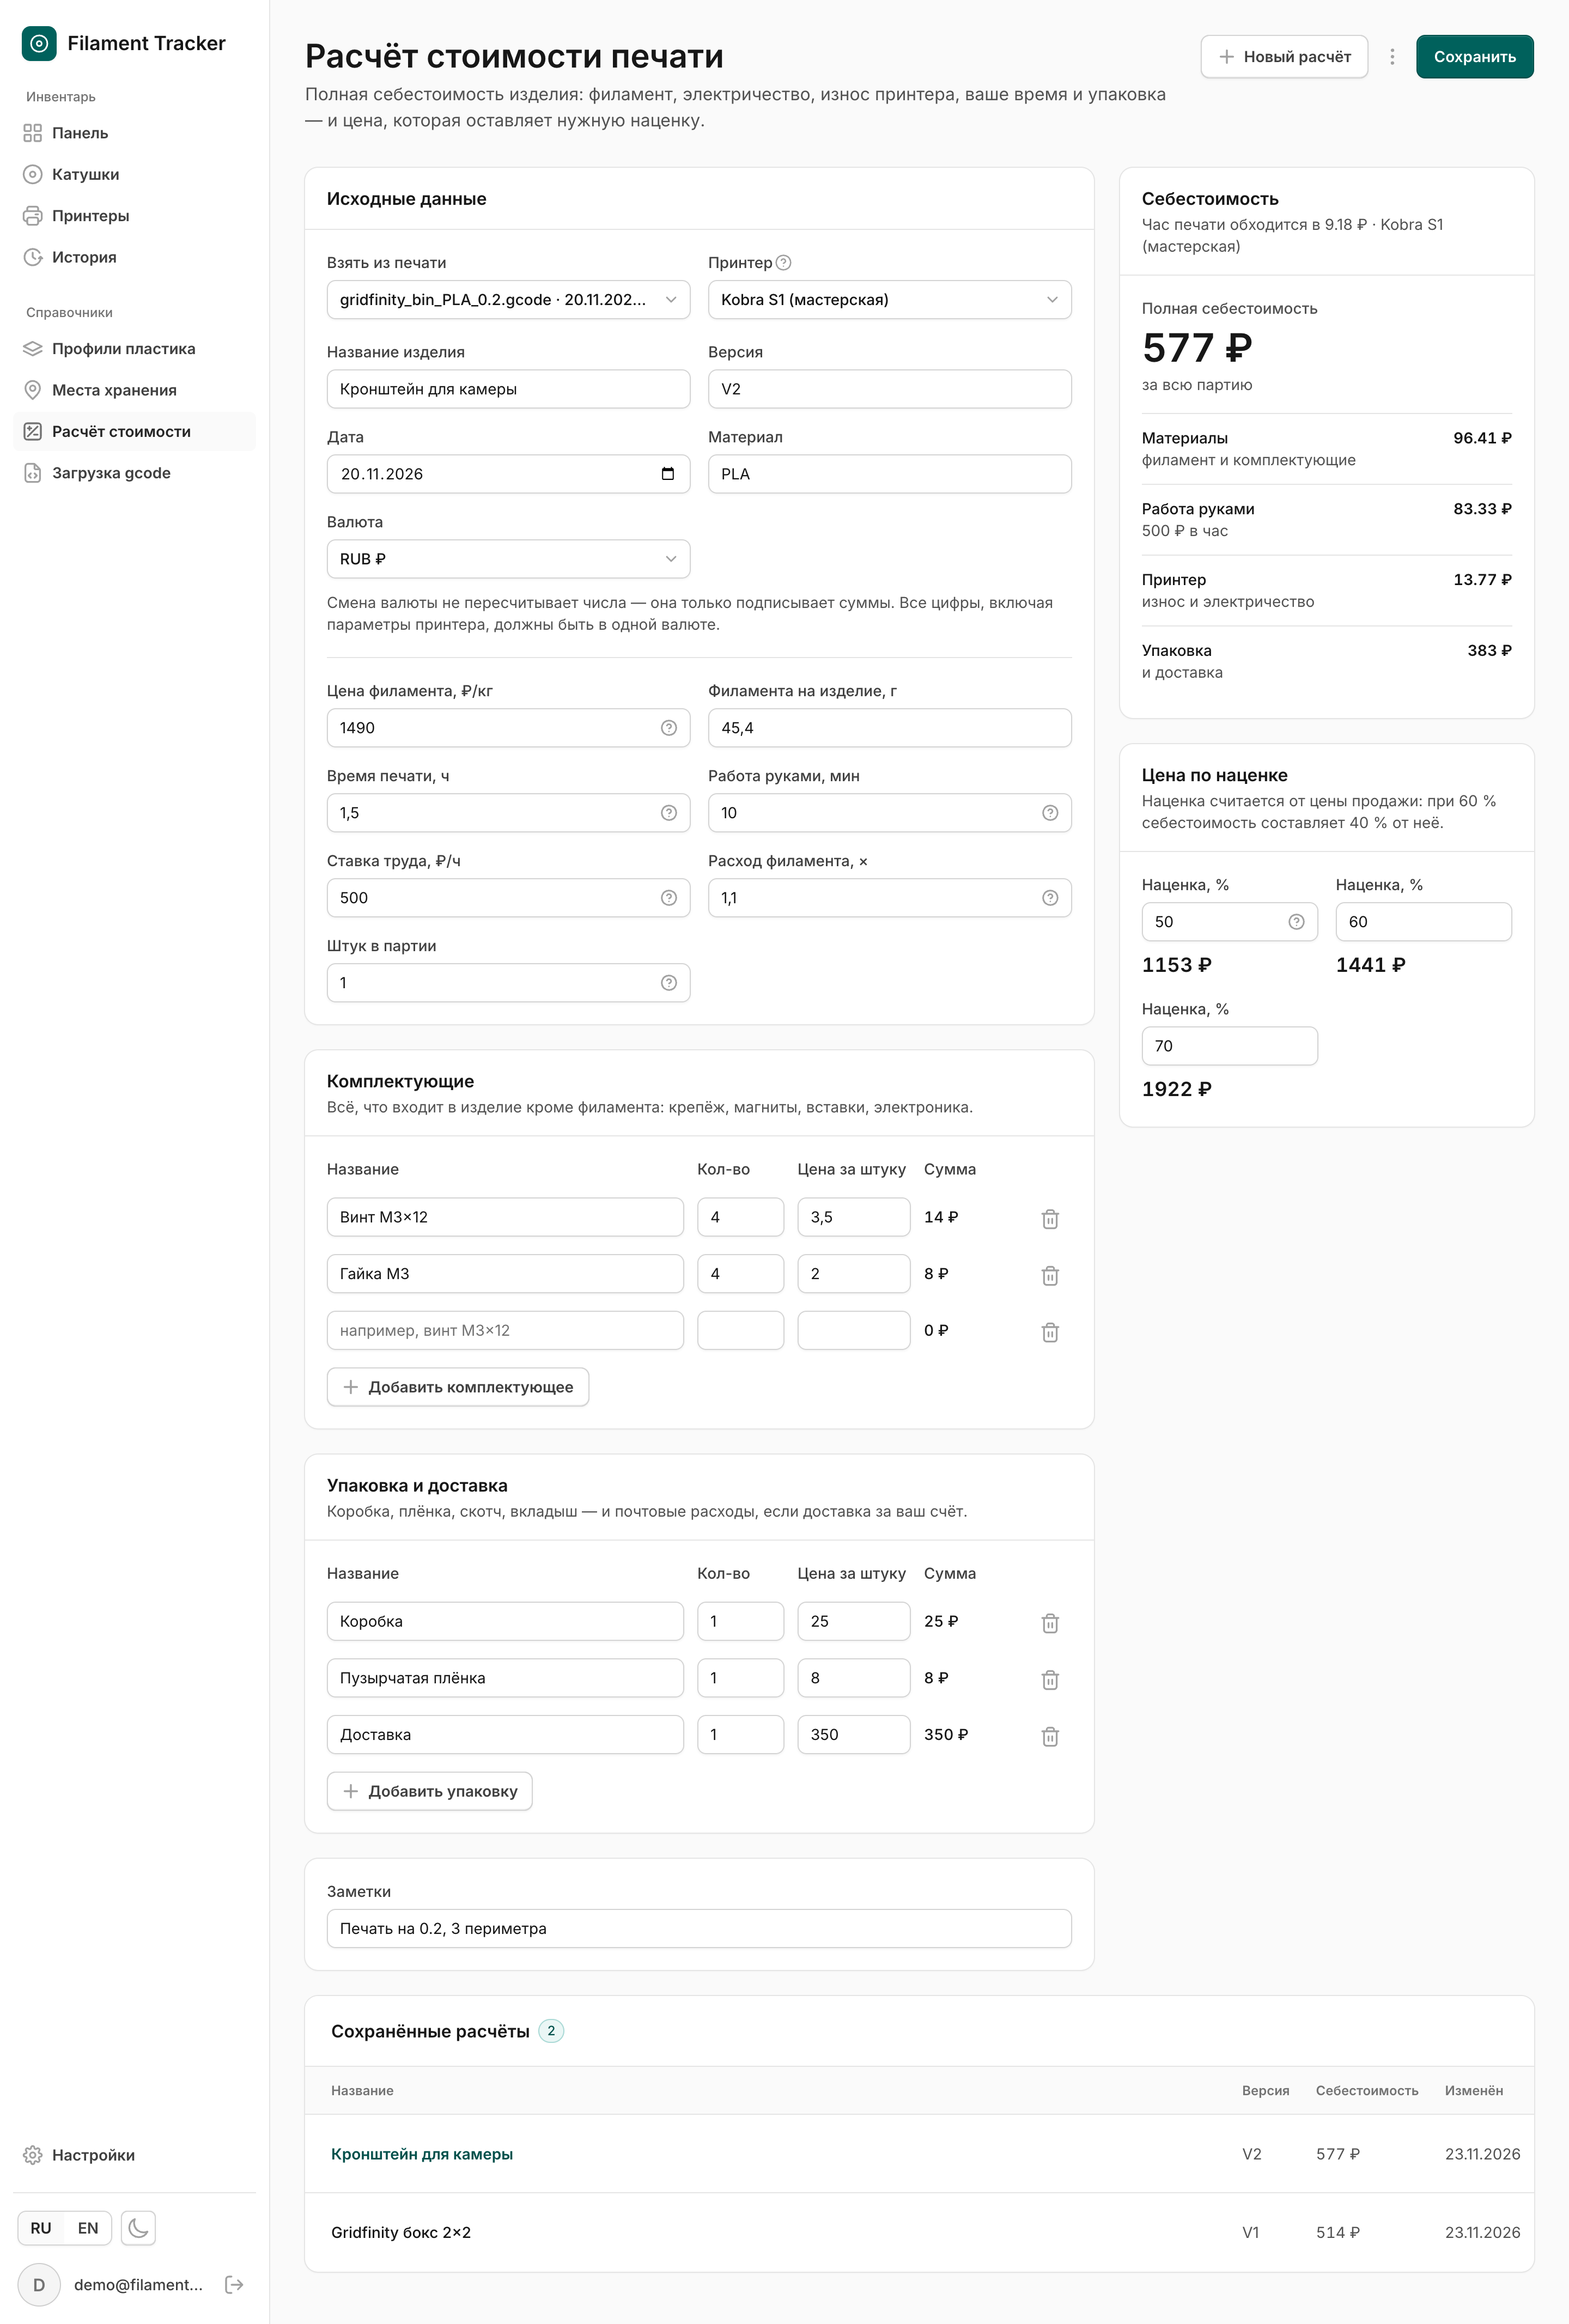 Filament Tracker
Инвентарь
Панель
Катушки
Принтеры
История
Справочники
Профили пластика
Места хранения
Расчёт стоимости
Загрузка gcode
Настройки
RU EN
D demo@filament...
Расчёт стоимости печати
Полная себестоимость изделия: филамент, электричество, износ принтера, ваше время и упаковка
— и цена, которая оставляет нужную наценку.
Новый расчёт
Сохранить
Исходные данные
Взять из печати Принтер
gridfinity_bin_PLA_0.2.gcode · 20.11.202... Kobra S1 (мастерская)
Название изделия Версия
Кронштейн для камеры V2
Дата Материал
20.11.2026 PLA
Валюта
RUB ₽
Смена валюты не пересчитывает числа — она только подписывает суммы. Все цифры, включая
параметры принтера, должны быть в одной валюте.
Цена филамента, ₽/кг Филамента на изделие, г
1490 45,4
Время печати, ч Работа руками, мин
1,5 10
Ставка труда, ₽/ч Расход филамента, ×
500 1,1
Штук в партии
1
Комплектующие
Всё, что входит в изделие кроме филамента: крепёж, магниты, вставки, электроника.
Название Кол-во Цена за штуку Сумма
Винт М3×12 4 3,5 14 ₽
Гайка М3 4 2 8 ₽
например, винт М3×12 0 ₽
Добавить комплектующее
Упаковка и доставка
Коробка, плёнка, скотч, вкладыш — и почтовые расходы, если доставка за ваш счёт.
Название Кол-во Цена за штуку Сумма
Коробка 1 25 25 ₽
Пузырчатая плёнка 1 8 8 ₽
Доставка 1 350 350 ₽
Добавить упаковку
Заметки
Печать на 0.2, 3 периметра
Себестоимость
Час печати обходится в 9.18 ₽ · Kobra S1
(мастерская)
Полная себестоимость
577 ₽
за всю партию
Материалы 96.41 ₽
филамент и комплектующие
Работа руками 83.33 ₽
500 ₽ в час
Принтер 13.77 ₽
износ и электричество
Упаковка 383 ₽
и доставка
Цена по наценке
Наценка считается от цены продажи: при 60 %
себестоимость составляет 40 % от неё.
Наценка, % Наценка, %
50 60
1153 ₽ 1441 ₽
Наценка, %
70
1922 ₽
Сохранённые расчёты 2
Название Версия Себестоимость Изменён
Кронштейн для камеры V2 577 ₽ 23.11.2026
Gridfinity бокс 2×2 V1 514 ₽ 23.11.2026